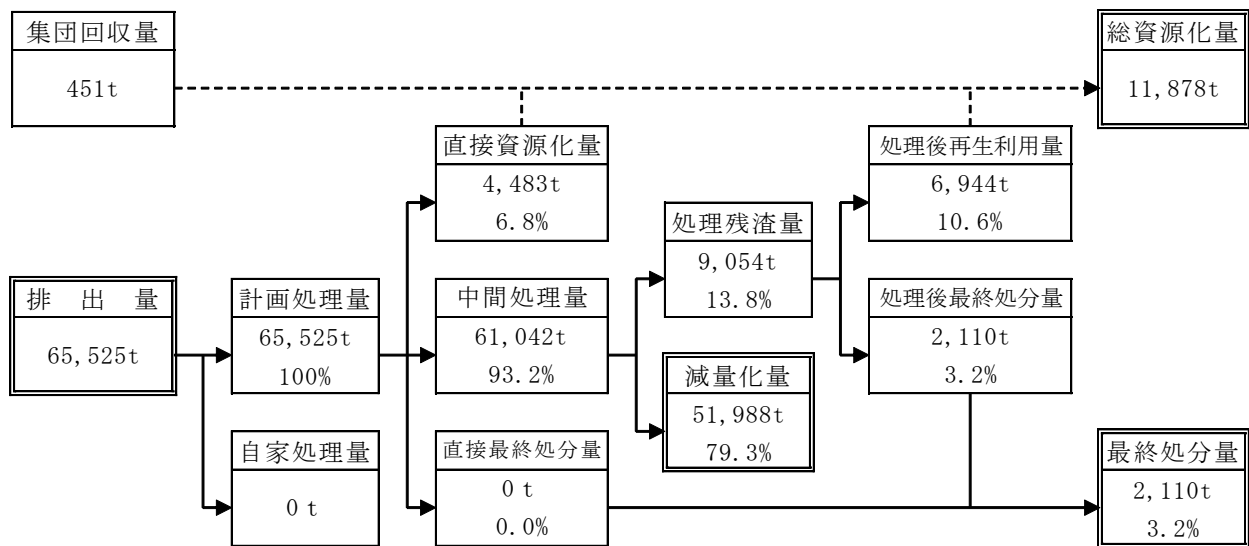 集団回収量
451t
総資源化量
11,878t
直接資源化量
4,483t
6.8%
処理後再生利用量
6,944t
10.6%
処理残渣量
9,054t
13.8%
排出量
65,525t
計画処理量
65,525t
100%
中間処理量
61,042t
93.2%
処理後最終処分量
2,110t
3.2%
減量化量
51,988t
79.3%
自家処理量
0 t
直接最終処分量
0 t
0.0%
最終処分量
2,110t
3.2%